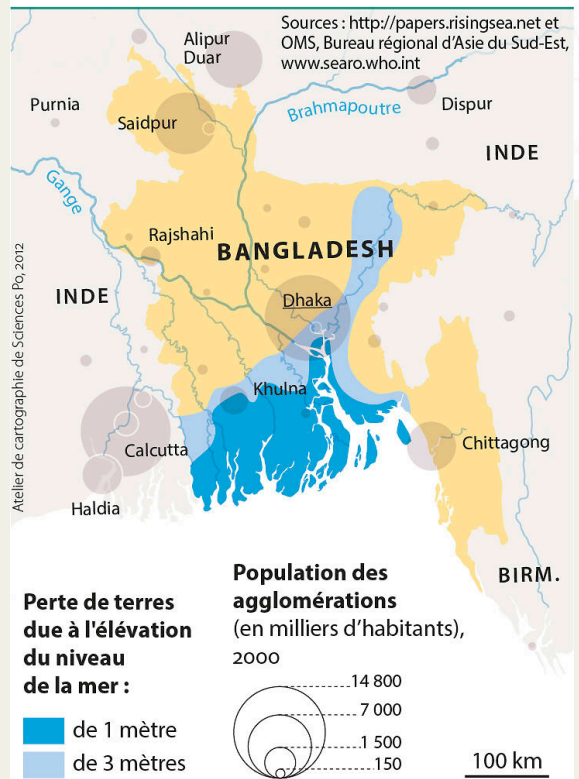 Sources : http://papers.risingsea.net et
OMS, Bureau régional d'Asie du Sud-Est,
www.searo.who.int
Alipur
Duar
Purnia
Saidpur
Brahmapoutre
Dispur
INDE
Gange
Rajshahi
BANGLADESH
INDE
Dhaka
Khulna
Calcutta
Chittagong
Haldia
BIRM.
Atelier de cartographie de Sciences Po, 2012
Perte de terres
due à l'élévation
du niveau
de la mer :
de 1 mètre
de 3 mètres
Population des
agglomérations
(en milliers d'habitants),
2000
14 800
7 000
1 500
150
100 km